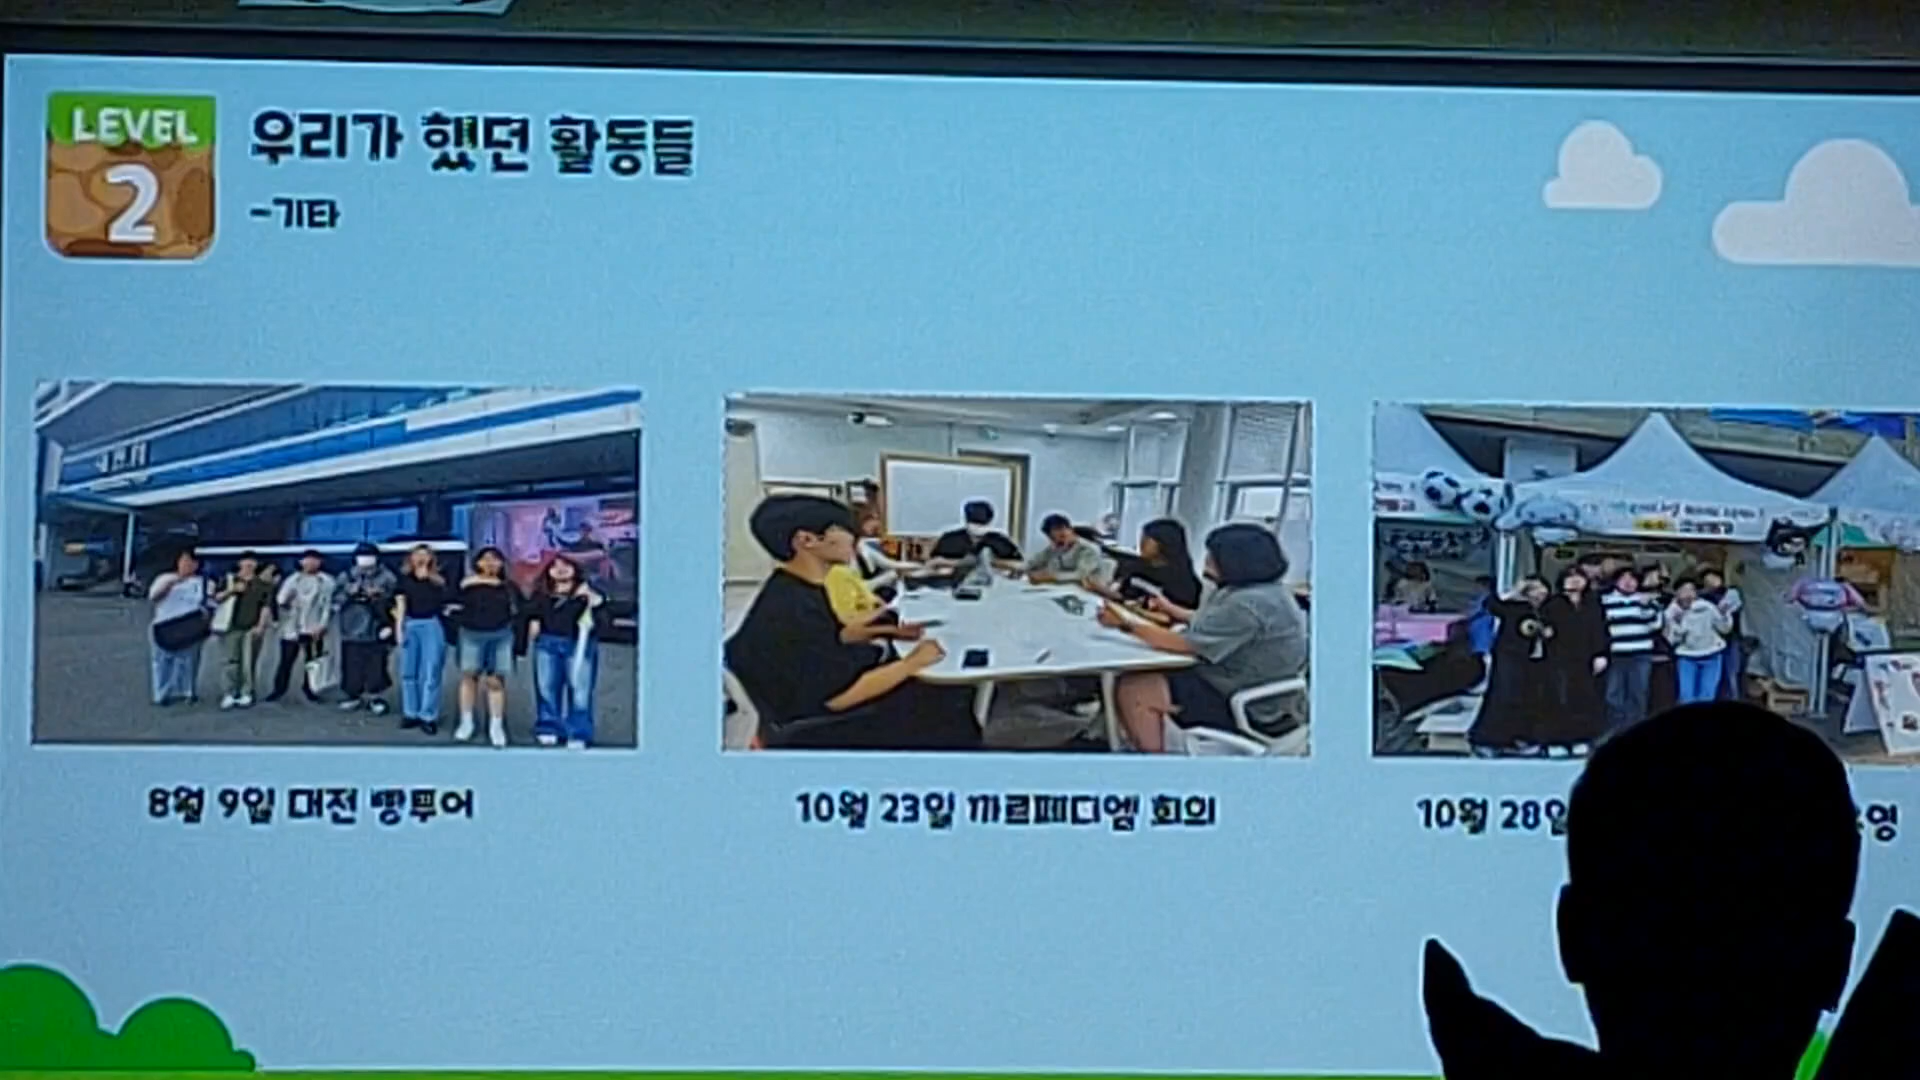 LEVEL
2
우리가 했던 활동들
-기타
8월 9일 대전 빵투어
10월 23일 까르페디엠 회의
10월 28일